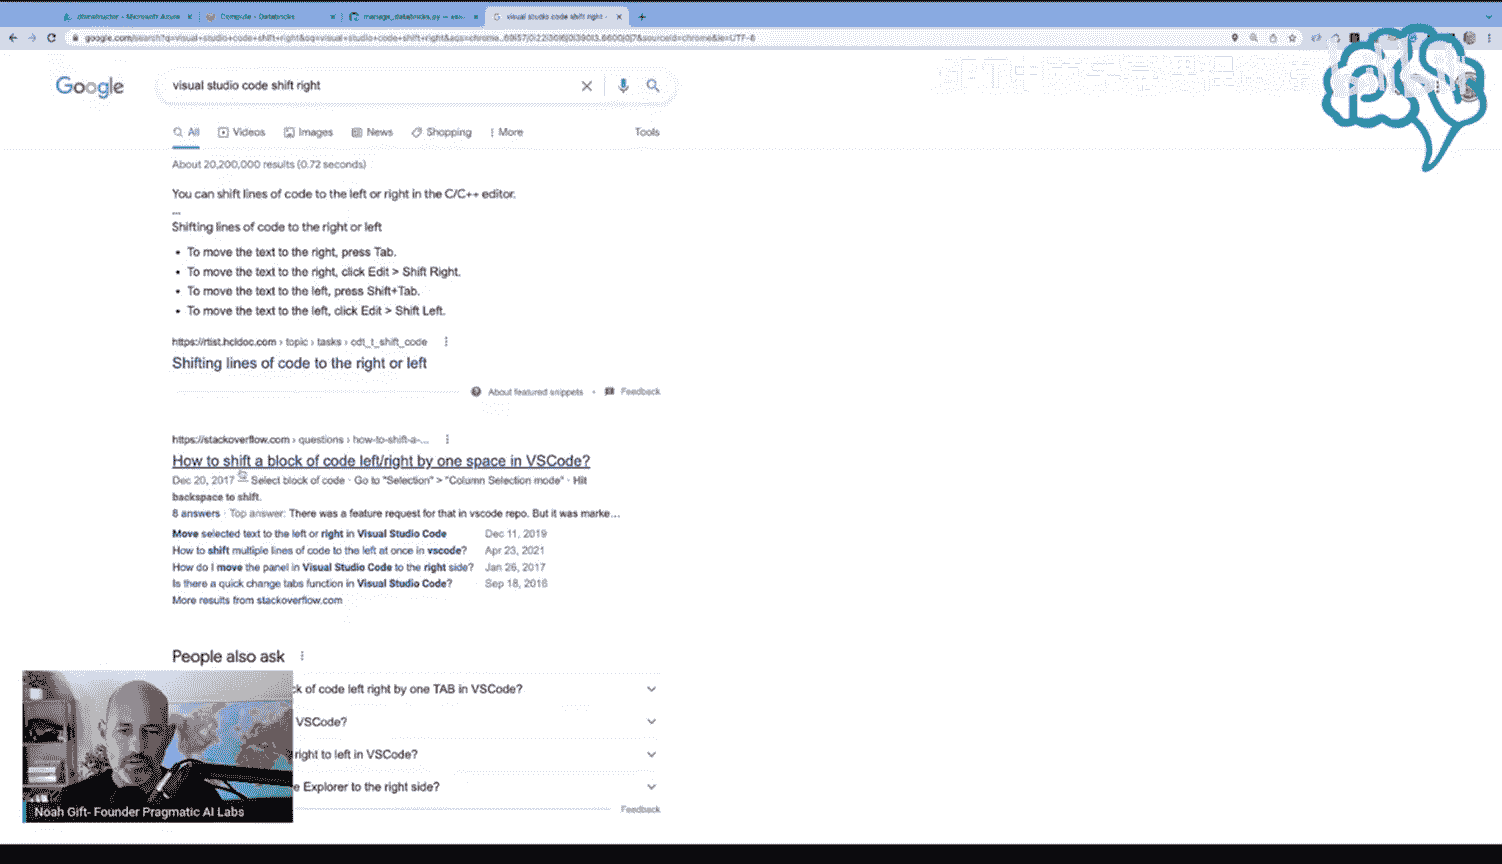 Compute - Databricks
manage_databricks.py —
visual studio code shift right -
Google
visual studio code shift right
All
Videos
Images
News
Shopping
More
Tools
About 20,200,000 results (0.72 seconds)
You can shift lines of code to the left or right in the C/C++ editor.
...
Shifting lines of code to the right or left
• To move the text to the right, press Tab.
• To move the text to the right, click Edit > Shift Right.
• To move the text to the left, press Shift+Tab.
• To move the text to the left, click Edit > Shift Left.
https://rtist.hcldoc.com › topic › tasks › cdt_t_shift_code
Shifting lines of code to the right or left
About featured snippets • Feedback
https://stackoverflow.com › questions › how-to-shift-a-...
How to shift a block of code left/right by one space in VSCode?
Dec 20, 2017 Select block of code · Go to "Selection" > "Column Selection mode" · Hit
backspace to shift.
8 answers · Top answer: There was a feature request for that in vscode repo. But it was marke...
Move selected text to the left or right in Visual Studio Code Dec 11, 2019
How to shift multiple lines of code to the left at once in vscode? Apr 23, 2021
How do I move the panel in Visual Studio Code to the right side? Jan 26, 2017
Is there a quick change tabs function in Visual Studio Code? Sep 18, 2016
More results from stackoverflow.com
People also ask
ck of code left right by one TAB in VSCode?
VSCode?
right to left in VSCode?
e Explorer to the right side?
Feedback
Noah Gift- Founder Pragmatic AI Labs